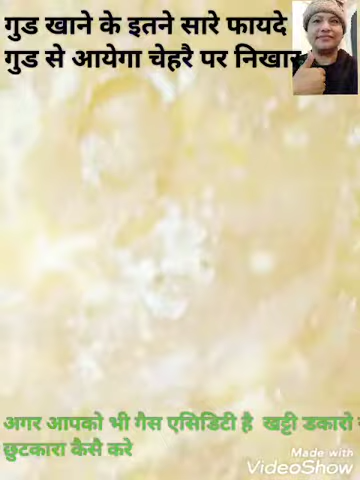 गुड खाने के इतने सारे फायदे
गुड से आयेगा चेहरै पर निखार
अगर आपको भी गैस एसिडिटी है खट्टी डकारो
छुटकारा कैसै करे
Made with
VideoShow